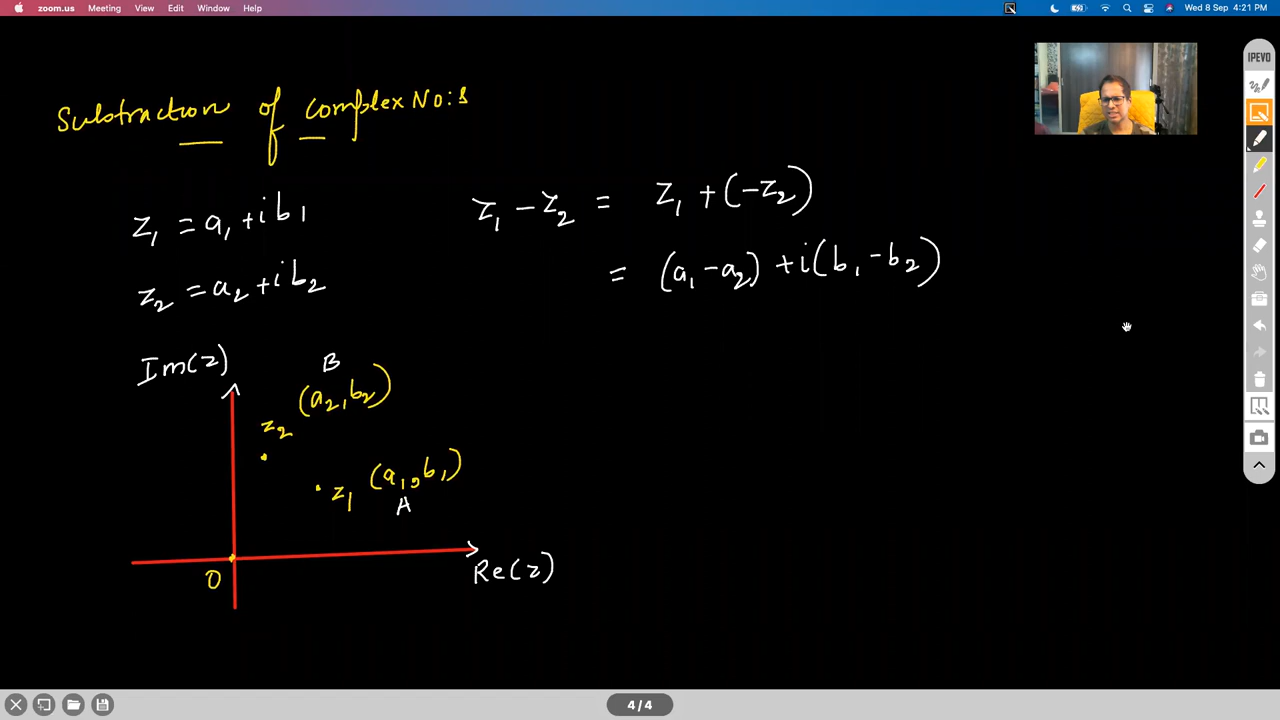 zoom.us Meeting View Edit Window Help Wed 8 Sep 4:21 PM
IPEVO
Subtraction of complex No:s
z₁ = a₁ + ib₁
z₂ = a₂ + ib₂
z₁ - z₂ = z₁ + (-z₂)
= (a₁ - a₂) + i(b₁ - b₂)
Im(z)
B
(a₂, b₂)
z₂
z₁ (a₁, b₁)
A
O
Re(z)
4/4